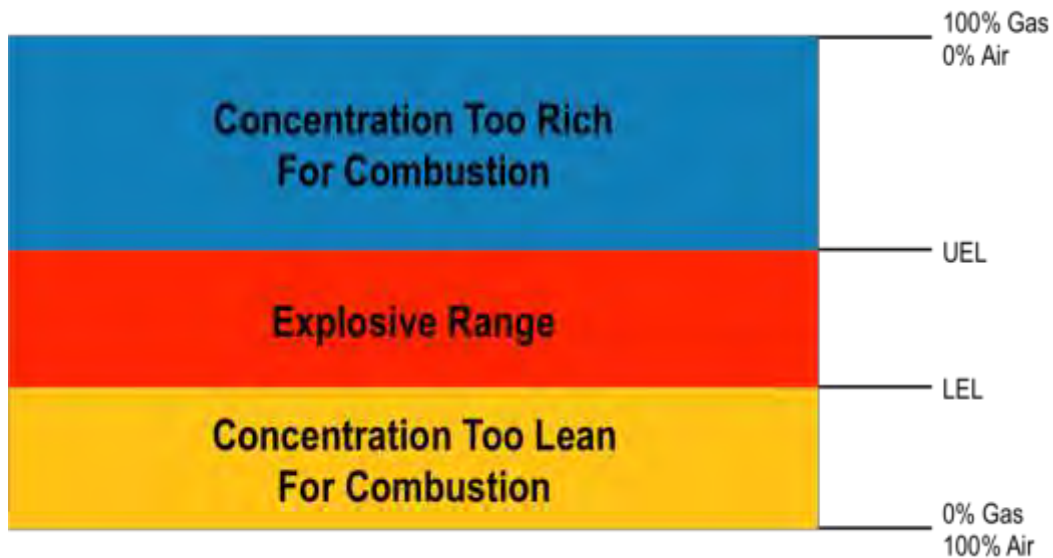 100% Gas
0% Air
Concentration Too Rich
For Combustion
UEL
Explosive Range
LEL
Concentration Too Lean
For Combustion
0% Gas
100% Air